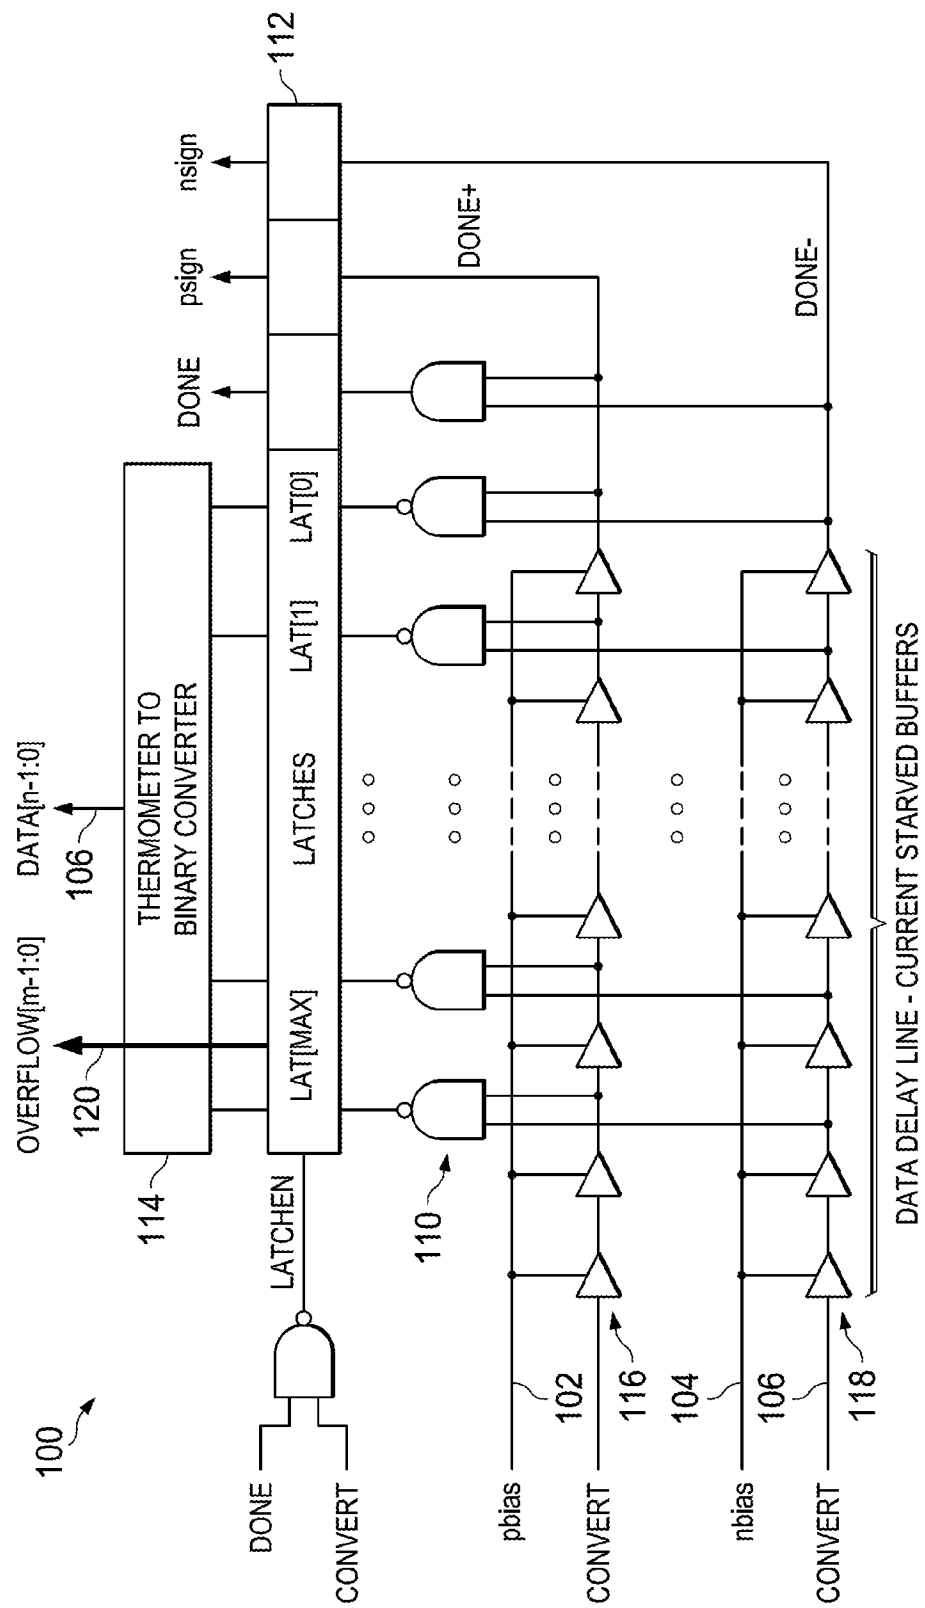 100
OVERFLOW[m-1:0]
DATA[n-1:0]
120
106
114
THERMOMETER TO
BINARY CONVERTER
DONE
psign
nsign
112
DONE
CONVERT
LATCHEN
LAT[MAX]
LATCHES
LAT[1]
LAT[0]
110
DONE+
pbias
102
CONVERT
116
DONE-
nbias
104
106
CONVERT
118
DATA DELAY LINE - CURRENT STARVED BUFFERS